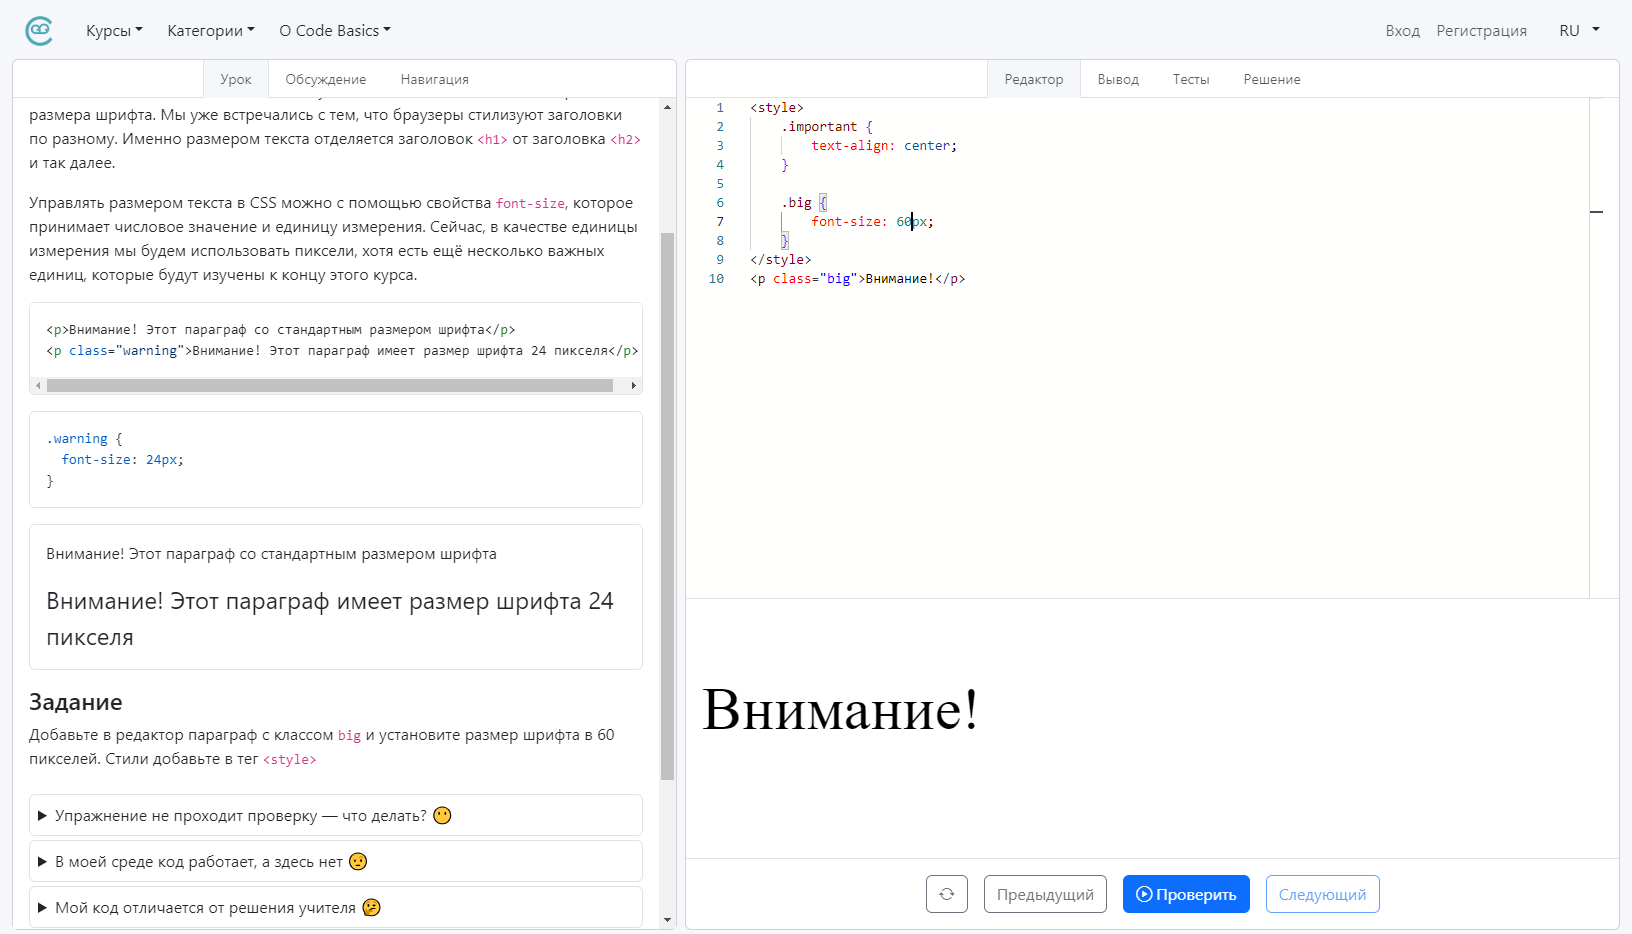 Курсы
Категории
О Code Basics
Вход
Регистрация
RU
Урок
Обсуждение
Навигация
размера шрифта. Мы уже встречались с тем, что браузеры стилизуют заголовки
по разному. Именно размером текста отделяется заголовок <h1> от заголовка <h2>
и так далее.
Управлять размером текста в CSS можно с помощью свойства font-size, которое
принимает числовое значение и единицу измерения. Сейчас, в качестве единицы
измерения мы будем использовать пиксели, хотя есть ещё несколько важных
единиц, которые будут изучены к концу этого курса.
<p>Внимание! Этот параграф со стандартным размером шрифта</p>
<p class="warning">Внимание! Этот параграф имеет размер шрифта 24 пикселя</p>
.warning {
font-size: 24px;
}
Внимание! Этот параграф со стандартным размером шрифта
Внимание! Этот параграф имеет размер шрифта 24
пикселя
Задание
Добавьте в редактор параграф с классом big и установите размер шрифта в 60
пикселей. Стили добавьте в тег <style>
Упражнение не проходит проверку — что делать? 😶
В моей среде код работает, а здесь нет 🤨
Мой код отличается от решения учителя 🤔
Редактор
Вывод
Тесты
Решение
1 <style>
2 .important {
3 text-align: center;
4 }
5
6 .big {
7 font-size: 60px;
8 }
9 </style>
10 <p class="big">Внимание!</p>
Внимание!
Предыдущий
Проверить
Следующий